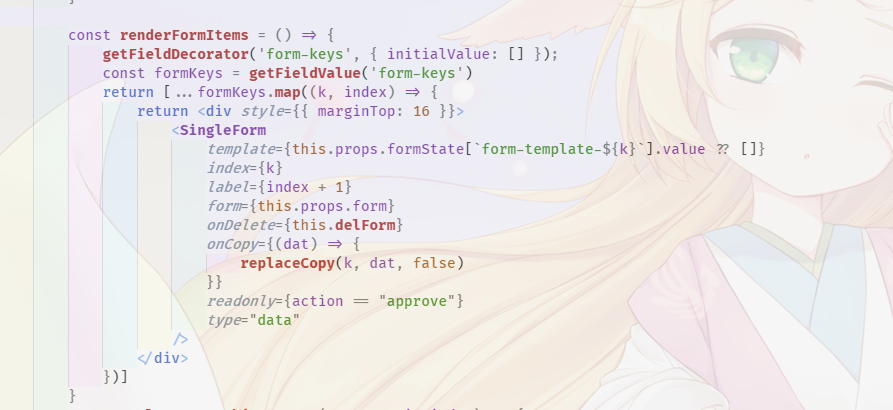 const renderFormItems = () => {
getFieldDecorator('form-keys', { initialValue: [] });
const formKeys = getFieldValue('form-keys')
return [...formKeys.map((k, index) => {
return <div style={{ marginTop: 16 }}>
<SingleForm
template={this.props.formState[`form-template-${k}`].value ?? []}
index={k}
label={index + 1}
form={this.props.form}
onDelete={this.delForm}
onCopy={(dat) => {
replaceCopy(k, dat, false)
}}
readonly={action == "approve"}
type="data"
/>
</div>
})]
}